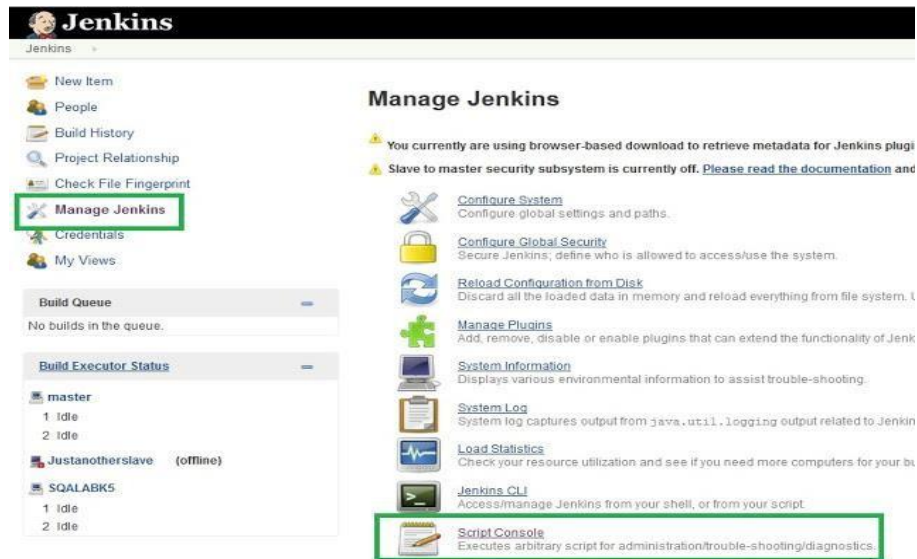 Jenkins
Jenkins
New Item
People
Build History
Project Relationship
Check File Fingerprint
Manage Jenkins
Credentials
My Views
Build Queue
No builds in the queue.
Build Executor Status
master
1 Idle
2 Idle
Justanotherslave (offline)
SQALABK5
1 Idle
2 Idle
Manage Jenkins
You currently are using browser-based download to retrieve metadata for Jenkins plugi
Slave to master security subsystem is currently off. Please read the documentation and
Configure System
Configure global settings and paths.
Configure Global Security
Secure Jenkins; define who is allowed to access/use the system.
Reload Configuration from Disk
Discard all the loaded data in memory and reload everything from file system.
Manage Plugins
Add, remove, disable or enable plugins that can extend the functionality of Jenk
System Information
Displays various environmental information to assist trouble-shooting.
System Log
System log captures output from java.util.logging output related to Jenkin
Load Statistics
Check your resource utilization and see if you need more computers for your bu
Jenkins CLI
Access/manage Jenkins from your shell, or from your script.
Script Console
Executes arbitrary script for administration/trouble-shooting/diagnostics.